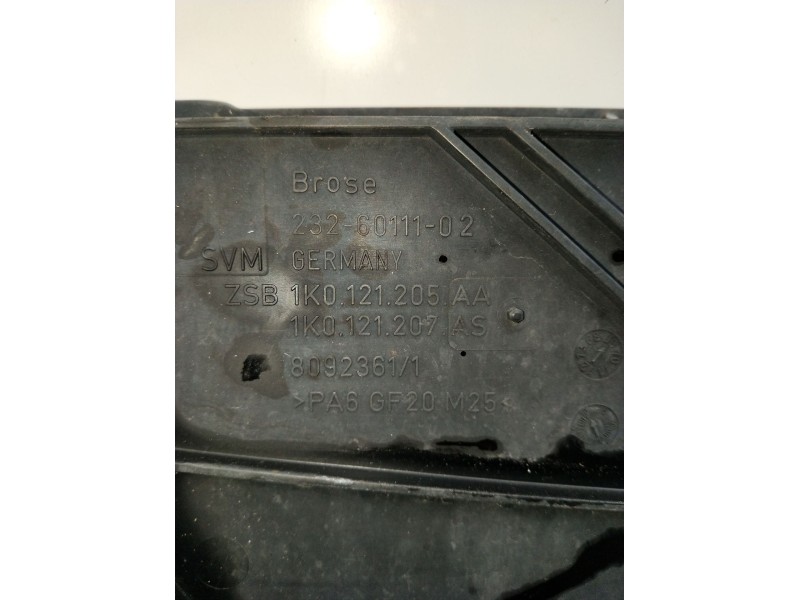 Brose
232-60111-02
SVM GERMANY
ZSB 1K0.121.205 AA
1K0.121.207 AS
8092361/1
>PA6 GF20 M25<